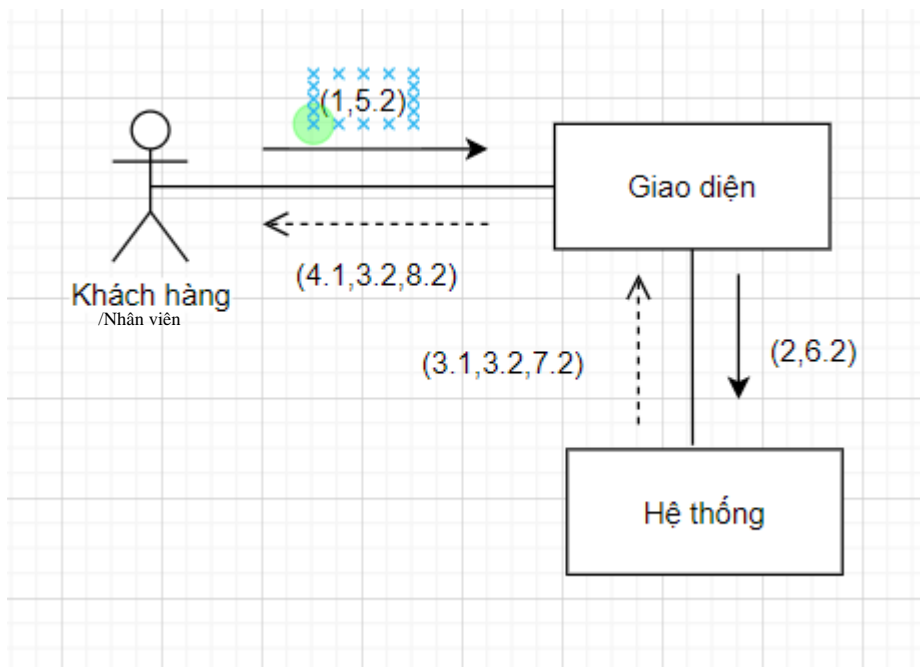 (1,5.2)
Giao diện
(4.1,3.2,8.2)
Khách hàng
/Nhân viên
(3.1,3.2,7.2)
(2,6.2)
Hệ thống